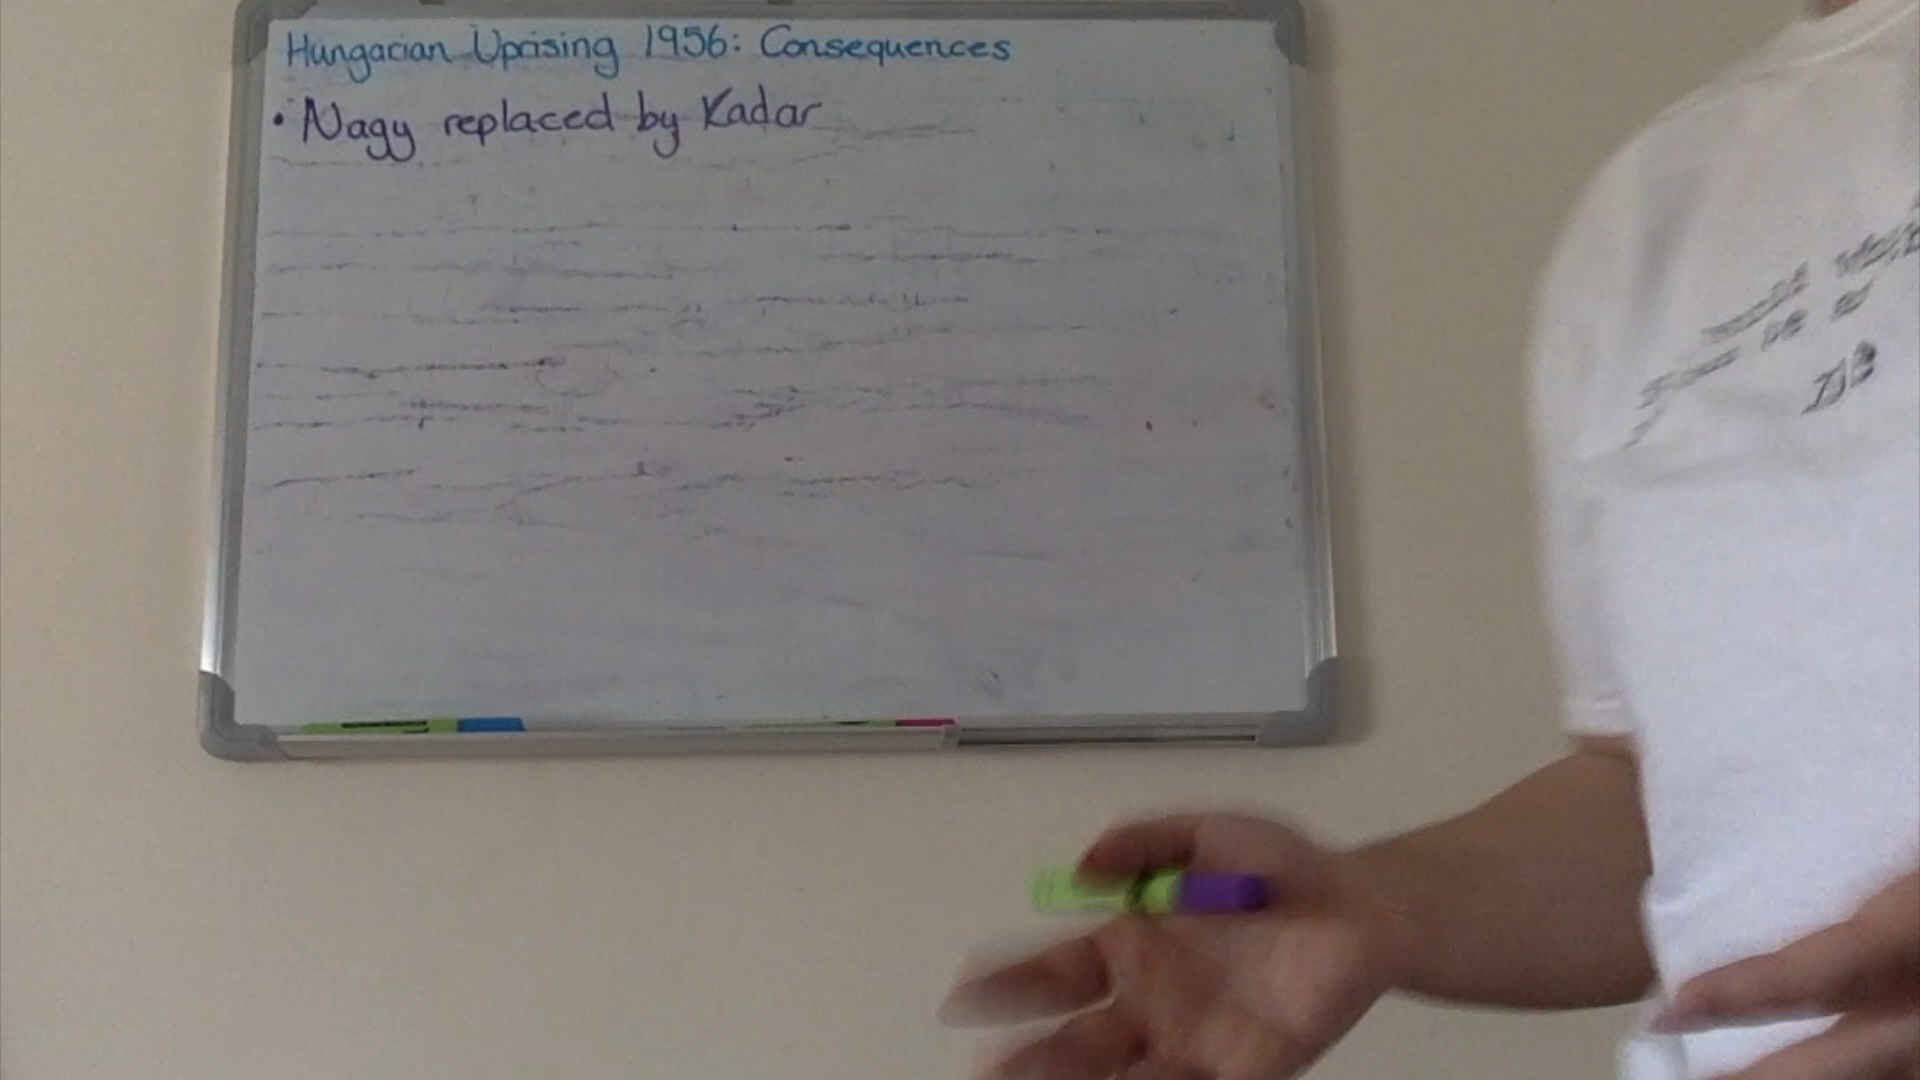 Hungarian Uprising 1956: Consequences
• Nagy replaced by Kadar